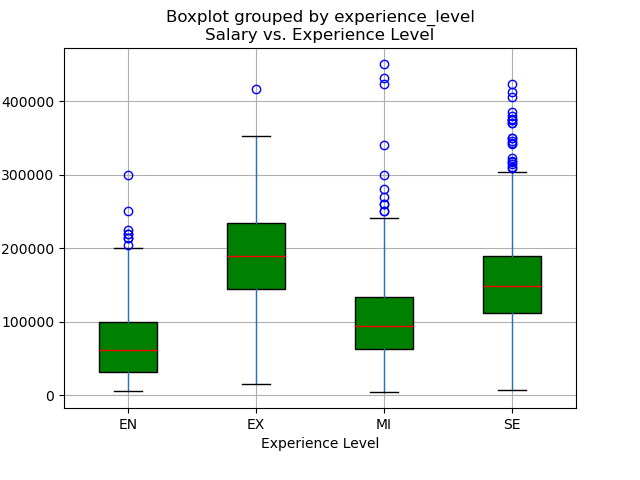 Boxplot grouped by experience_level
Salary vs. Experience Level
400000
300000
200000
100000
0
EN EX MI SE
Experience Level